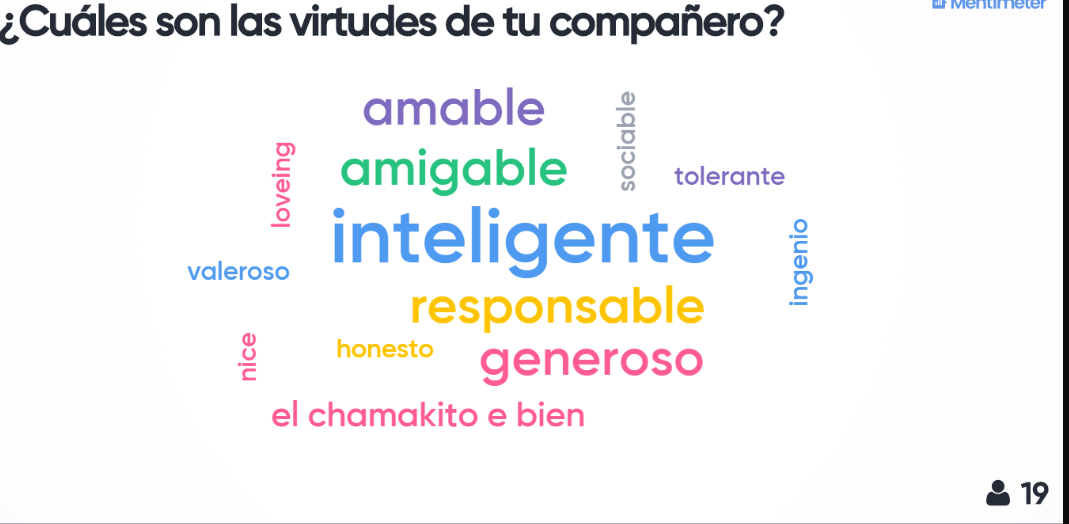 ¿Cuáles son las virtudes de tu compañero?
Mentimeter
amable
sociable
loveing
amigable
tolerante
inteligente
ingenio
valeroso
responsable
nice
honesto
generoso
el chamakito e bien
19